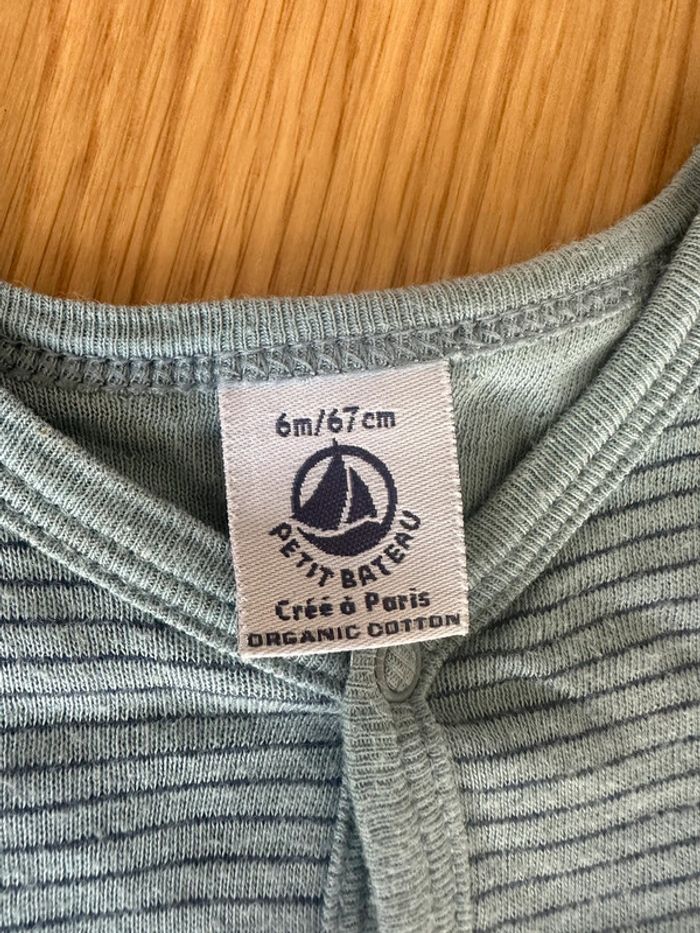 6m/67cm
PETIT BATEAU
Créé à Paris
ORGANIC COTTON